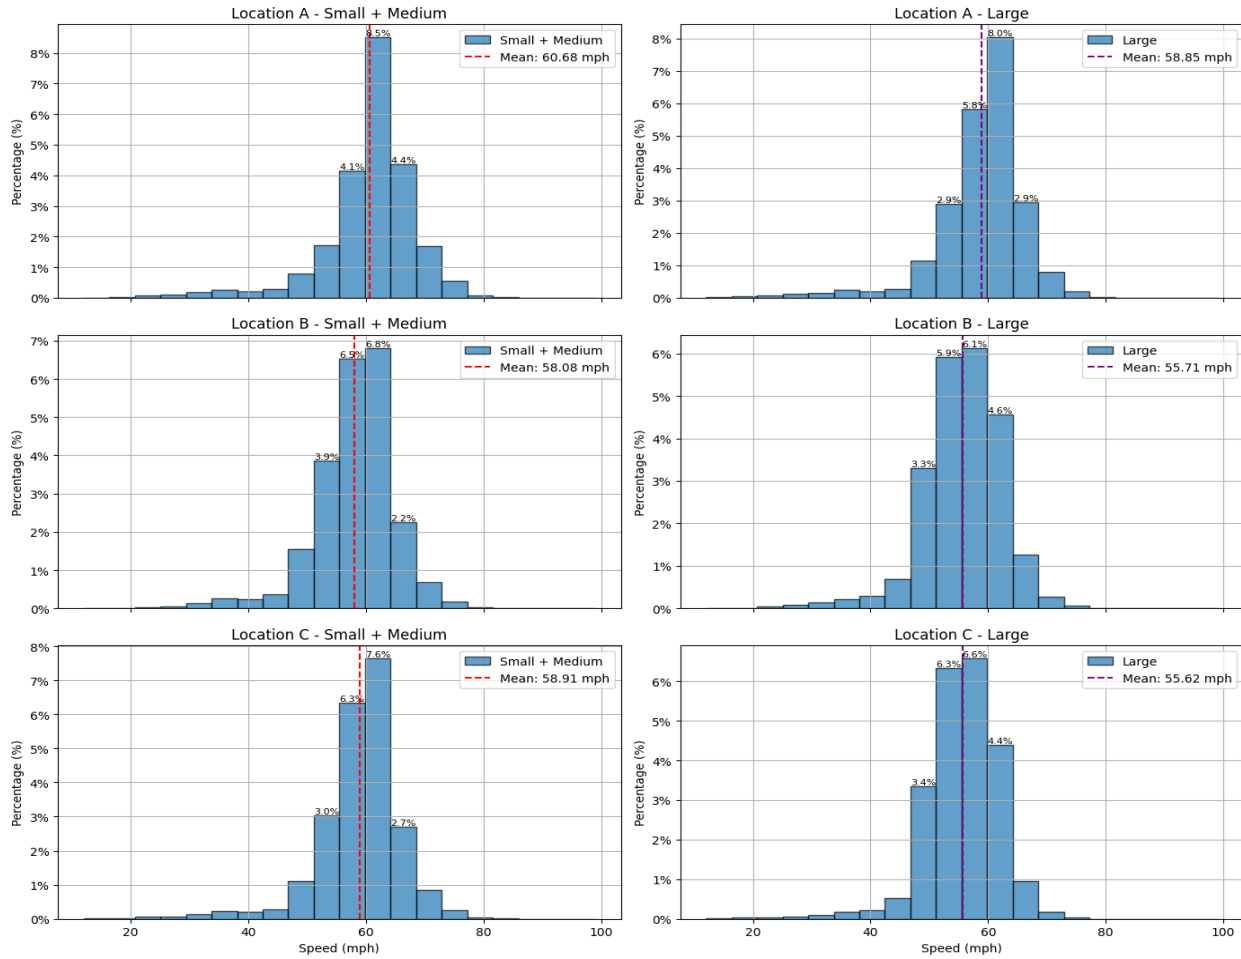 Location A - Small + Medium
Percentage (%)
8%
7%
6%
5%
4%
3%
2%
1%
0%
4.1%
8.5%
4.4%
Small + Medium
Mean: 60.68 mph
Location A - Large
Percentage (%)
8%
7%
6%
5%
4%
3%
2%
1%
0%
2.9%
5.8%
8.0%
2.9%
Large
Mean: 58.85 mph
Location B - Small + Medium
Percentage (%)
7%
6%
5%
4%
3%
2%
1%
0%
3.9%
6.5%
6.8%
2.2%
Small + Medium
Mean: 58.08 mph
Location B - Large
Percentage (%)
6%
5%
4%
3%
2%
1%
0%
3.3%
5.9%
6.1%
4.6%
Large
Mean: 55.71 mph
Location C - Small + Medium
Percentage (%)
8%
7%
6%
5%
4%
3%
2%
1%
0%
3.0%
6.3%
7.6%
2.7%
Small + Medium
Mean: 58.91 mph
20 40 60 80 100
Speed (mph)
Location C - Large
Percentage (%)
6%
5%
4%
3%
2%
1%
0%
3.4%
6.3%
6.6%
4.4%
Large
Mean: 55.62 mph
20 40 60 80 100
Speed (mph)